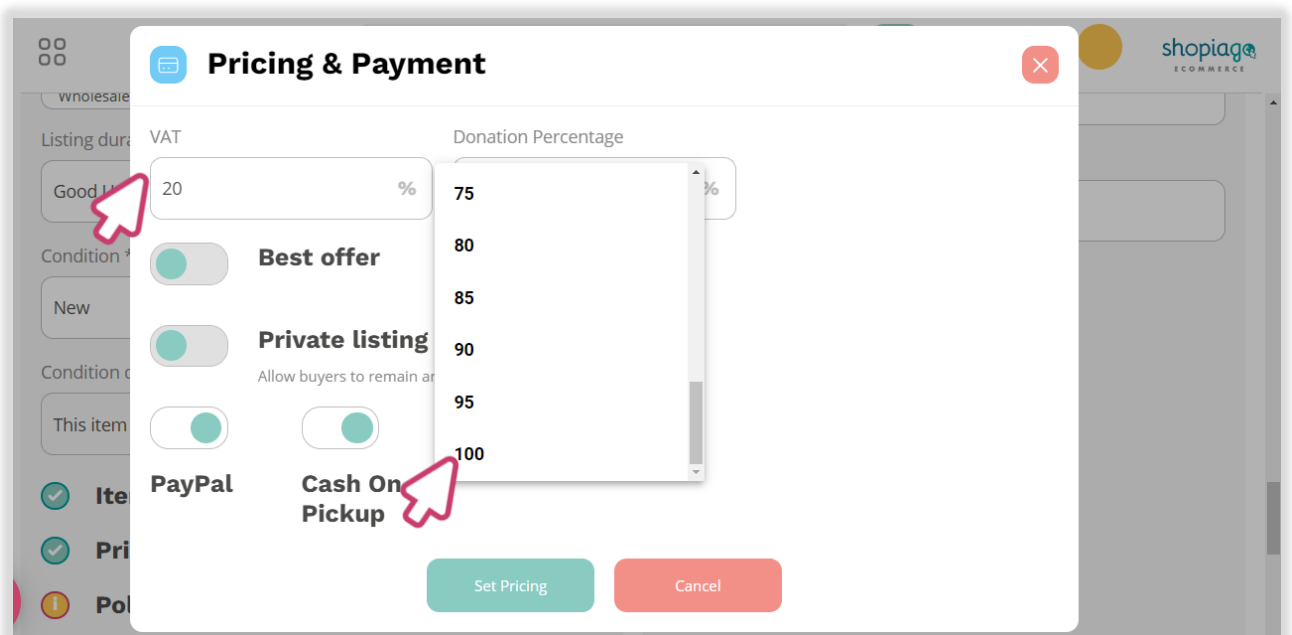 Pricing & Payment
shopiago
ECOMMERCE
Wholesale
Listing dura
VAT
Donation Percentage
Good
20 %
%
75
80
Condition *
Best offer
85
New
Private listing
90
Condition
Allow buyers to remain
95
This item
100
PayPal
Cash On
Pickup
Ite
Pri
Pol
Set Pricing
Cancel